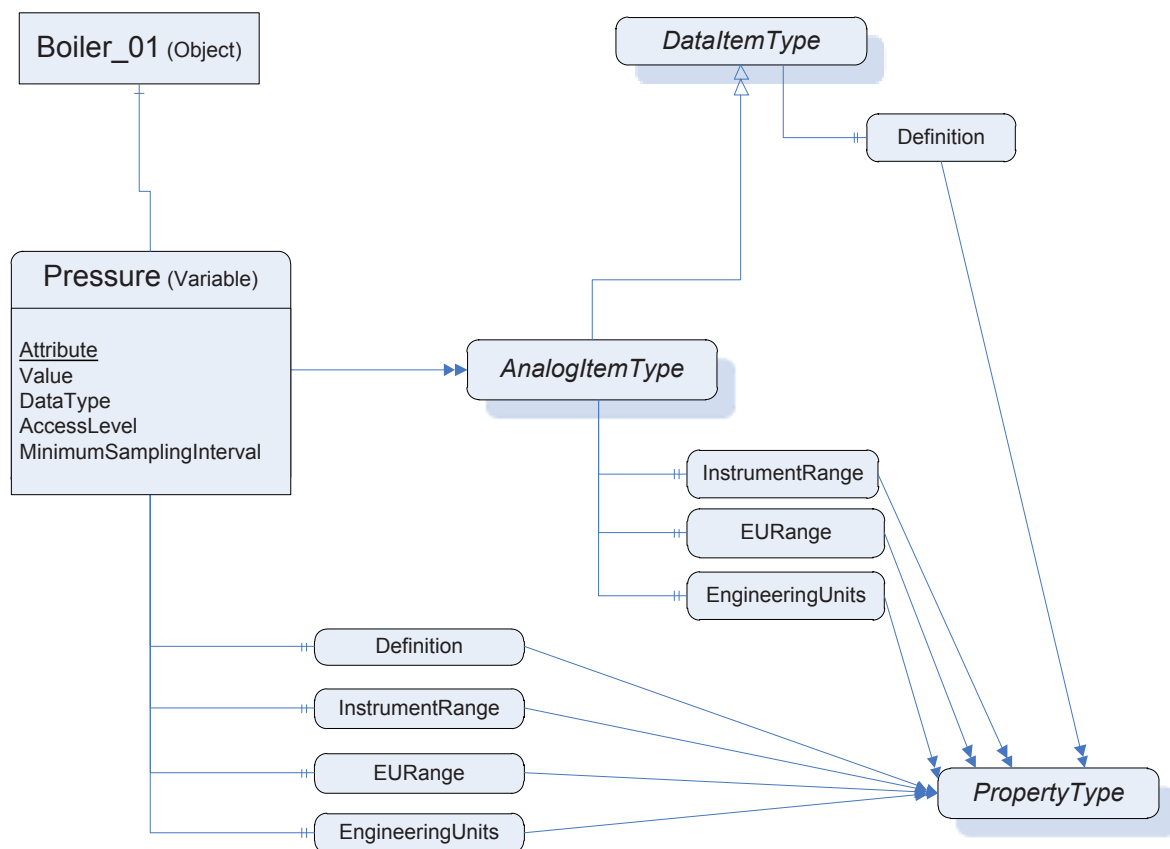 Boiler_01 (Object)
DataItemType
Definition
Pressure (Variable)
Attribute
Value
DataType
AccessLevel
MinimumSamplingInterval
AnalogItemType
InstrumentRange
EURange
EngineeringUnits
Definition
InstrumentRange
EURange
EngineeringUnits
PropertyType